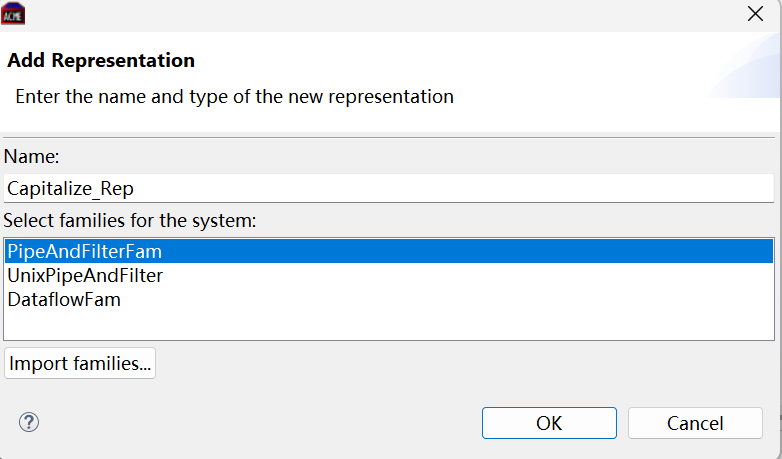 ACME
Add Representation
Enter the name and type of the new representation
Name:
Capitalize_Rep
Select families for the system:
PipeAndFilterFam
UnixPipeAndFilter
DataflowFam
Import families...
?
OK
Cancel